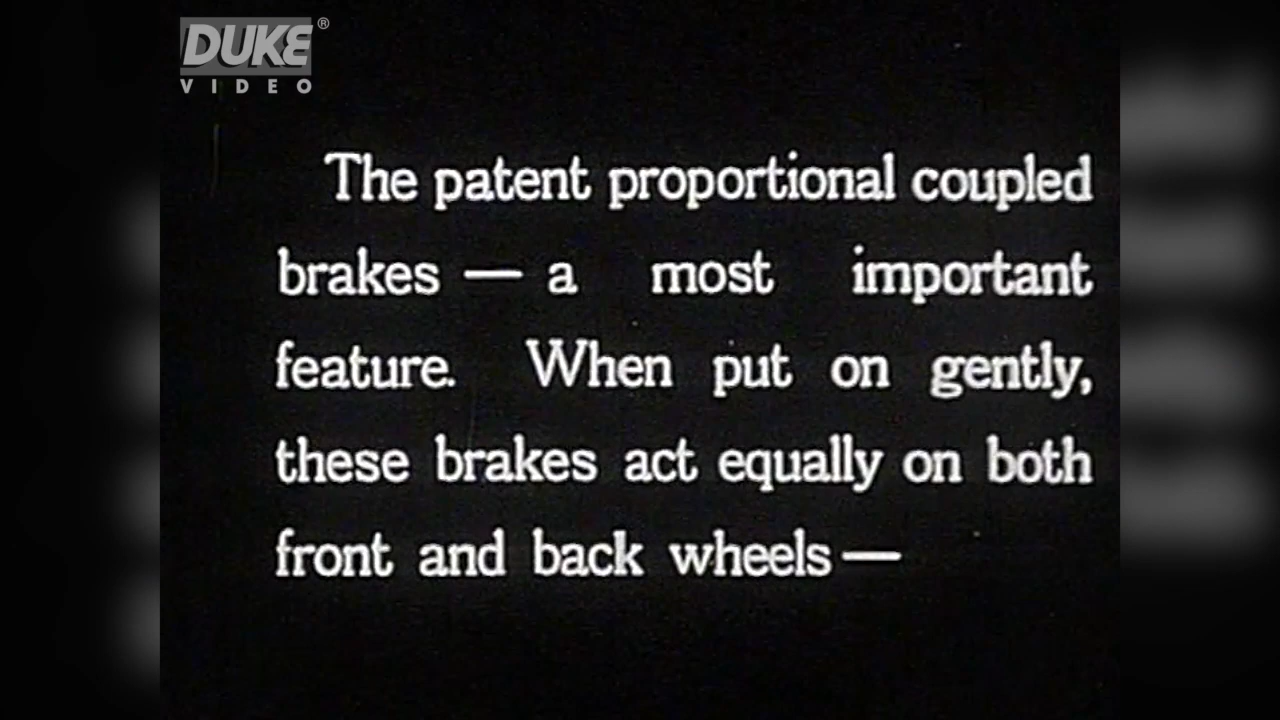 DUKE®
VIDEO
The patent proportional coupled
brakes — a most important
feature. When put on gently,
these brakes act equally on both
front and back wheels —